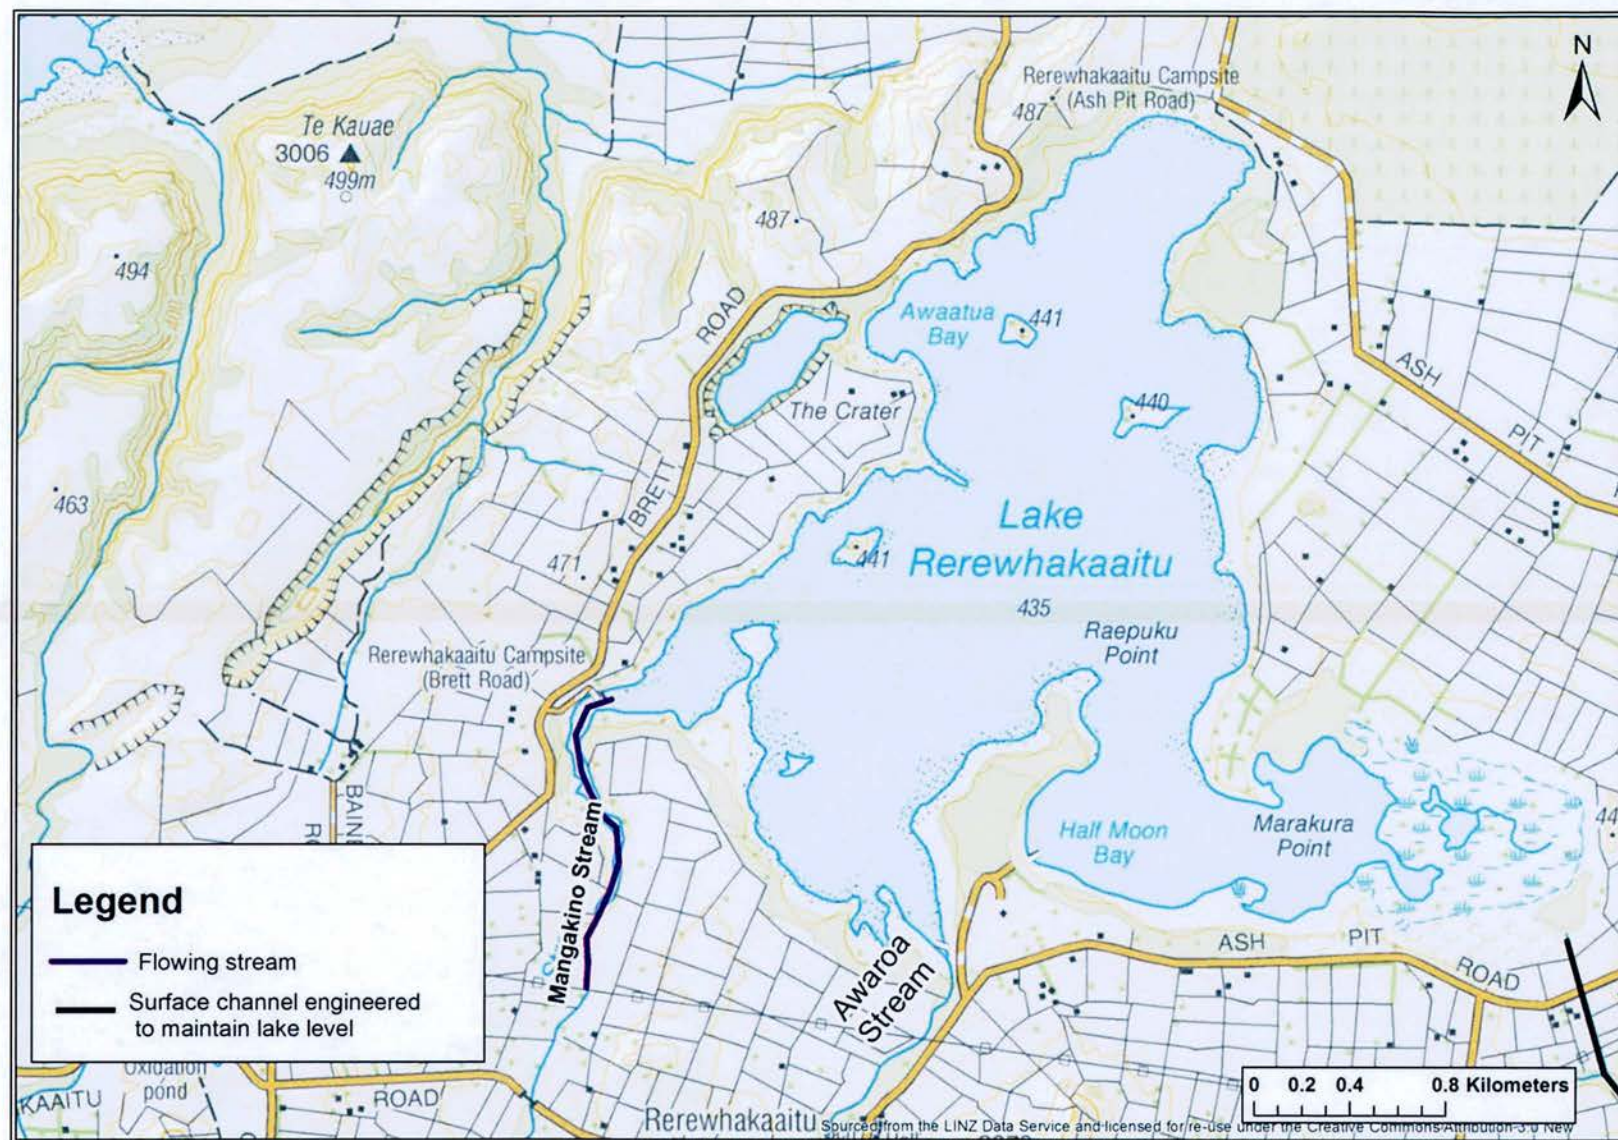 N
Rerewhakaaitu Campsite
(Ash Pit Road)
487
Te Kauae
3006
499m
487
494
ROAD
Awaatua
Bay
441
ASH
PIT
The Crater
440
463
BRETT
Lake
Rerewhakaaitu
471
441
435
Raepuku
Point
Rerewhakaaitu Campsite
(Brett Road)
Mangakino Stream
Half Moon
Bay
Marakura
Point
44
Legend
Flowing stream
Surface channel engineered
to maintain lake level
Awaroa
Stream
ASH
PIT
ROAD
Oxidation
pond
KAAITU
ROAD
0 0.2 0.4 0.8 Kilometers
Rerewhakaaitu
Sourced from the LINZ Data Service and licensed for re-use under the Creative Commons Attribution 3.0 New